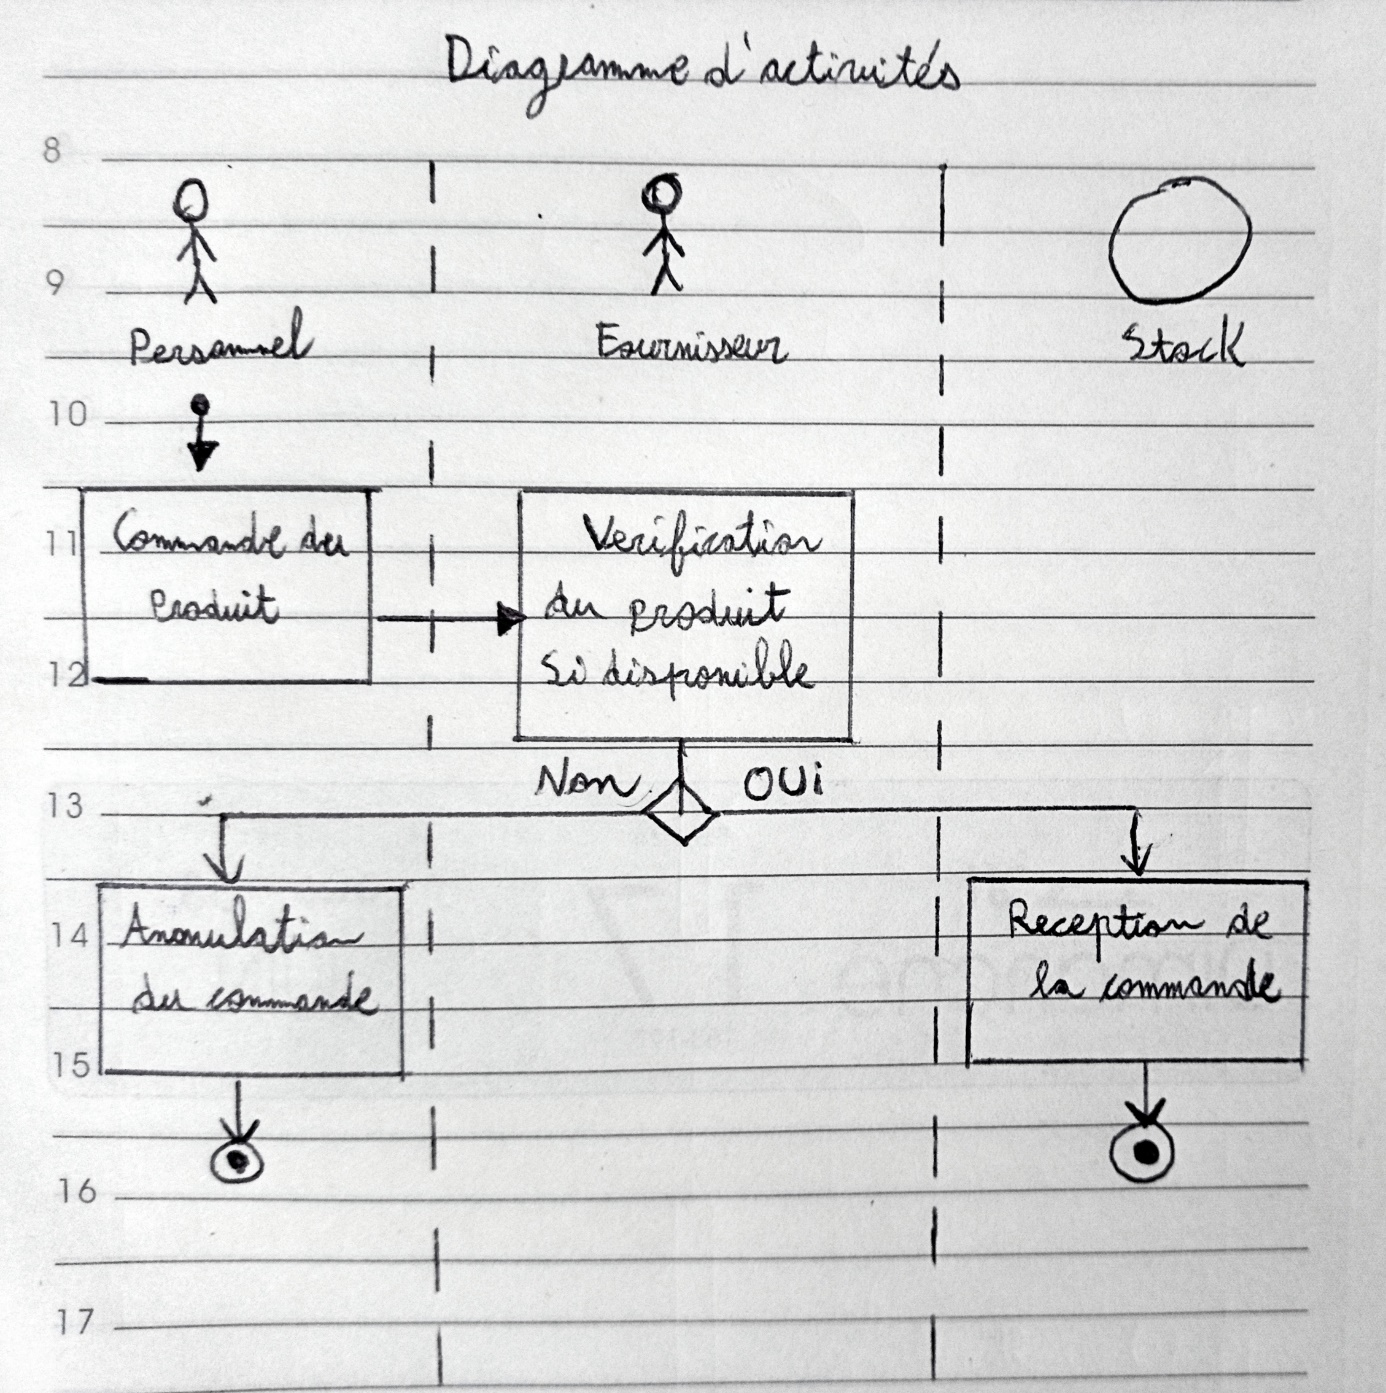 Diagramme d'activités
8
9
Personnel
Fournisseur
Stock
10
11
Commande du
Produit
12
Verification
du produit
Si disponible
Non
OUi
13
14
Annulation
du commande
Reception de
la commande
15
16
17